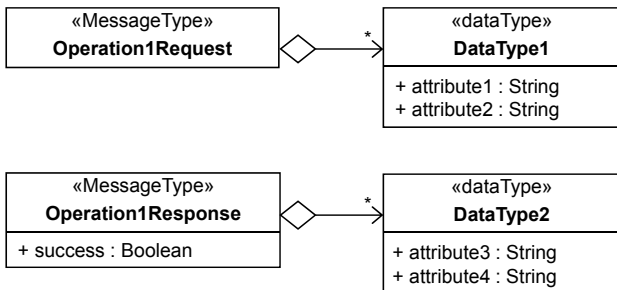 «MessageType»
Operation1Request
*
«dataType»
DataType1
+ attribute1 : String
+ attribute2 : String
«MessageType»
Operation1Response
+ success : Boolean
*
«dataType»
DataType2
+ attribute3 : String
+ attribute4 : String